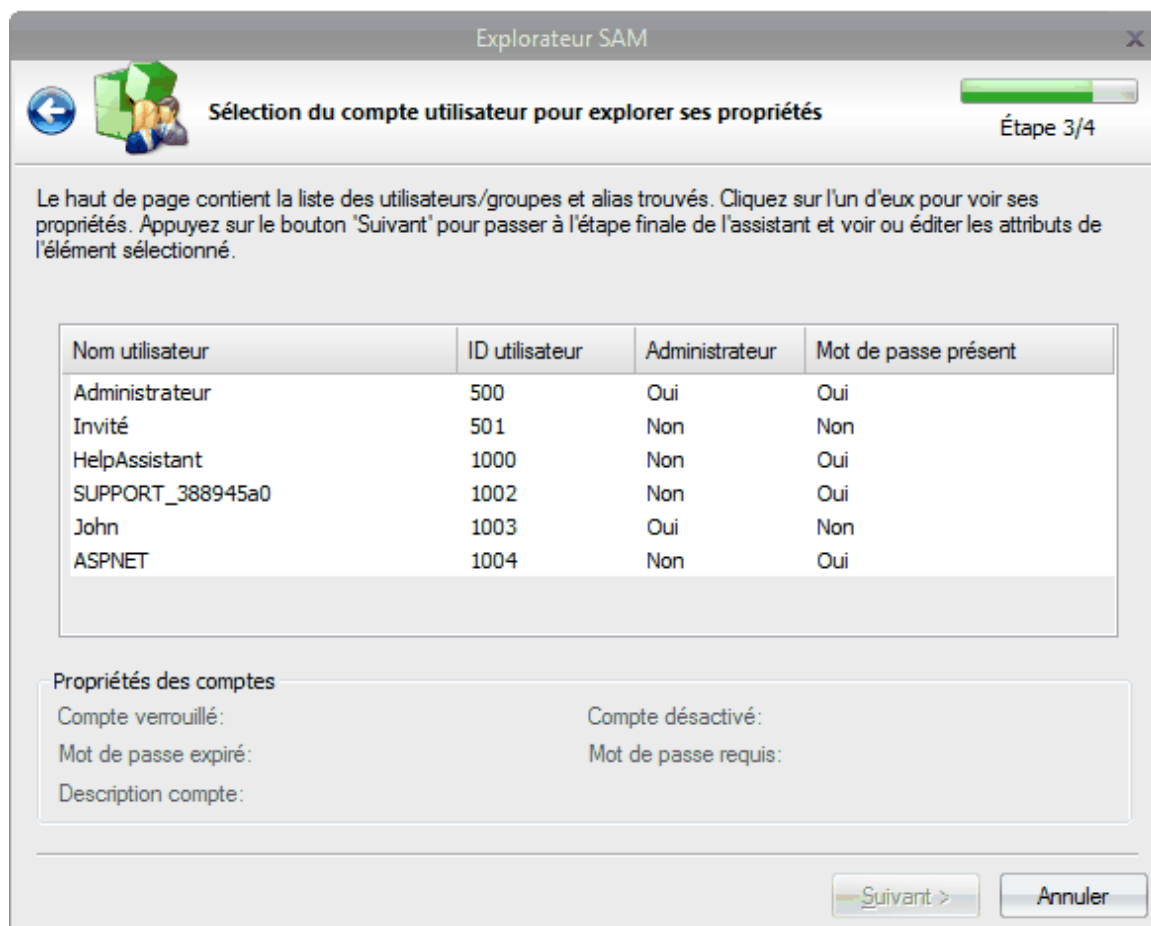 Explorateur SAM
X
Sélection du compte utilisateur pour explorer ses propriétés
Étape 3/4
Le haut de page contient la liste des utilisateurs/groupes et alias trouvés. Cliquez sur l'un d'eux pour voir ses
propriétés. Appuyez sur le bouton 'Suivant' pour passer à l'étape finale de l'assistant et voir ou éditer les attributs de
l'élément sélectionné.
Nom utilisateur ID utilisateur Administrateur Mot de passe présent
Administrateur 500 Oui Oui
Invité 501 Non Non
HelpAssistant 1000 Non Oui
SUPPORT_388945a0 1002 Non Oui
John 1003 Oui Non
ASPNET 1004 Non Oui
Propriétés des comptes
Compte verrouillé: Compte désactivé:
Mot de passe expiré: Mot de passe requis:
Description compte:
Suivant > Annuler